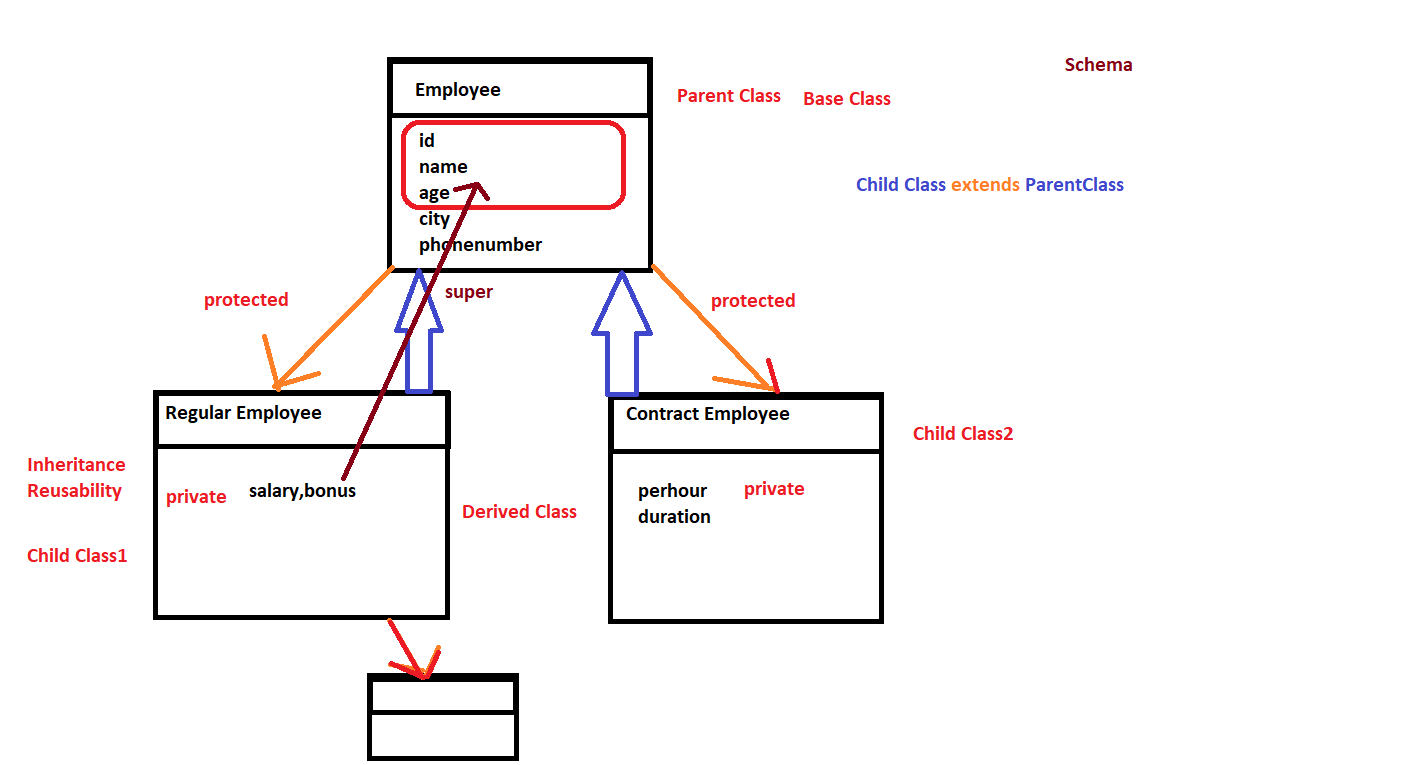 Schema
Employee
Parent Class
Base Class
id
name
age
city
phonenumber
Child Class extends ParentClass
super
protected
protected
Regular Employee
Contract Employee
Child Class2
Inheritance
Reusability
private
salary,bonus
Derived Class
perhour
private
duration
Child Class1